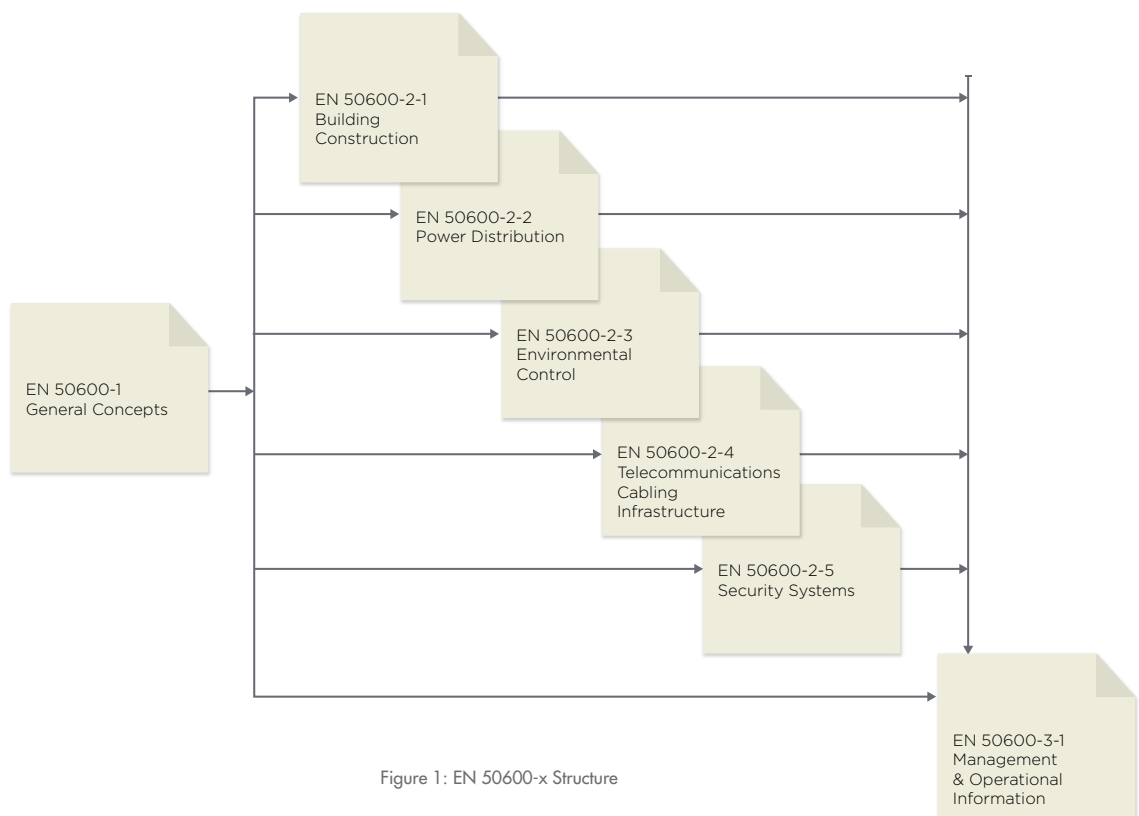 EN 50600-2-1
Building
Construction
EN 50600-2-2
Power Distribution
EN 50600-2-3
Environmental
Control
EN 50600-1
General Concepts
EN 50600-2-4
Telecommunications
Cabling
Infrastructure
EN 50600-2-5
Security Systems
EN 50600-3-1
Management
& Operational
Information
Figure 1: EN 50600-x Structure